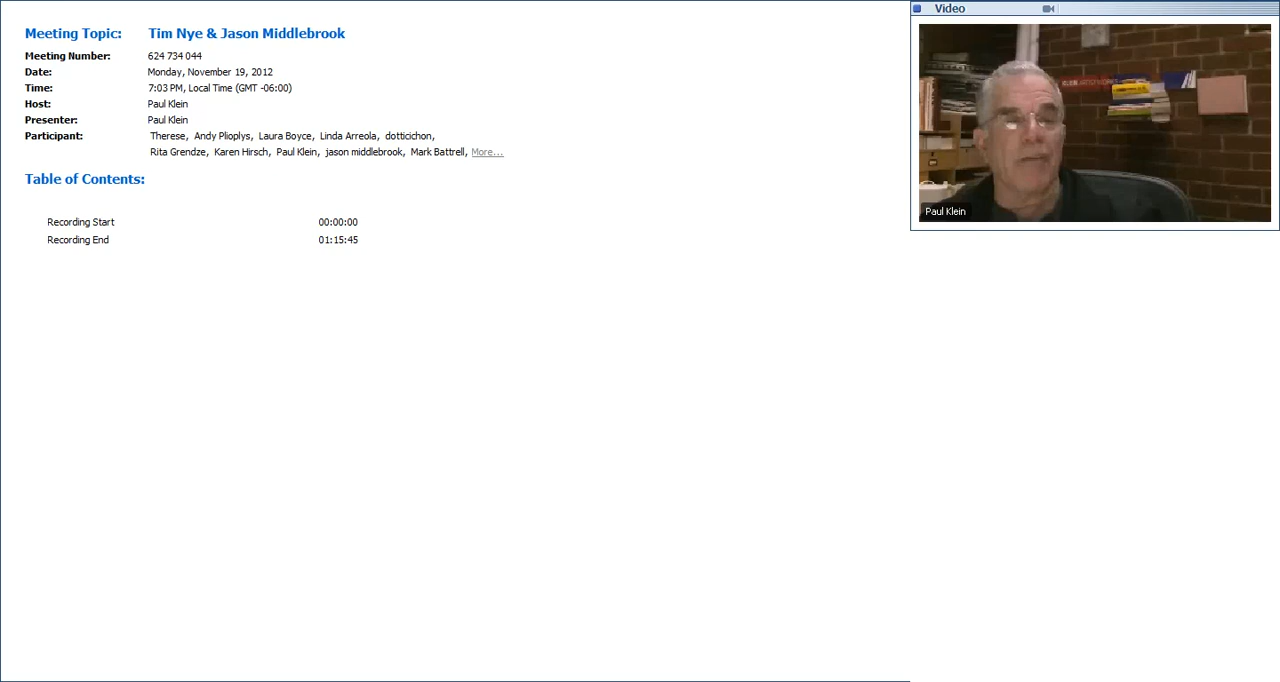 Meeting Topic: Tim Nye & Jason Middlebrook
Meeting Number: 624 734 044
Date: Monday, November 19, 2012
Time: 7:03 PM, Local Time (GMT -06:00)
Host: Paul Klein
Presenter: Paul Klein
Participant: Therese, Andy Plioplys, Laura Boyce, Linda Arreola, dotticichon,
Rita Grendze, Karen Hirsch, Paul Klein, jason middlebrook, Mark Battrell, More...
Table of Contents:
Recording Start 00:00:00
Recording End 01:15:45
Video
Paul Klein